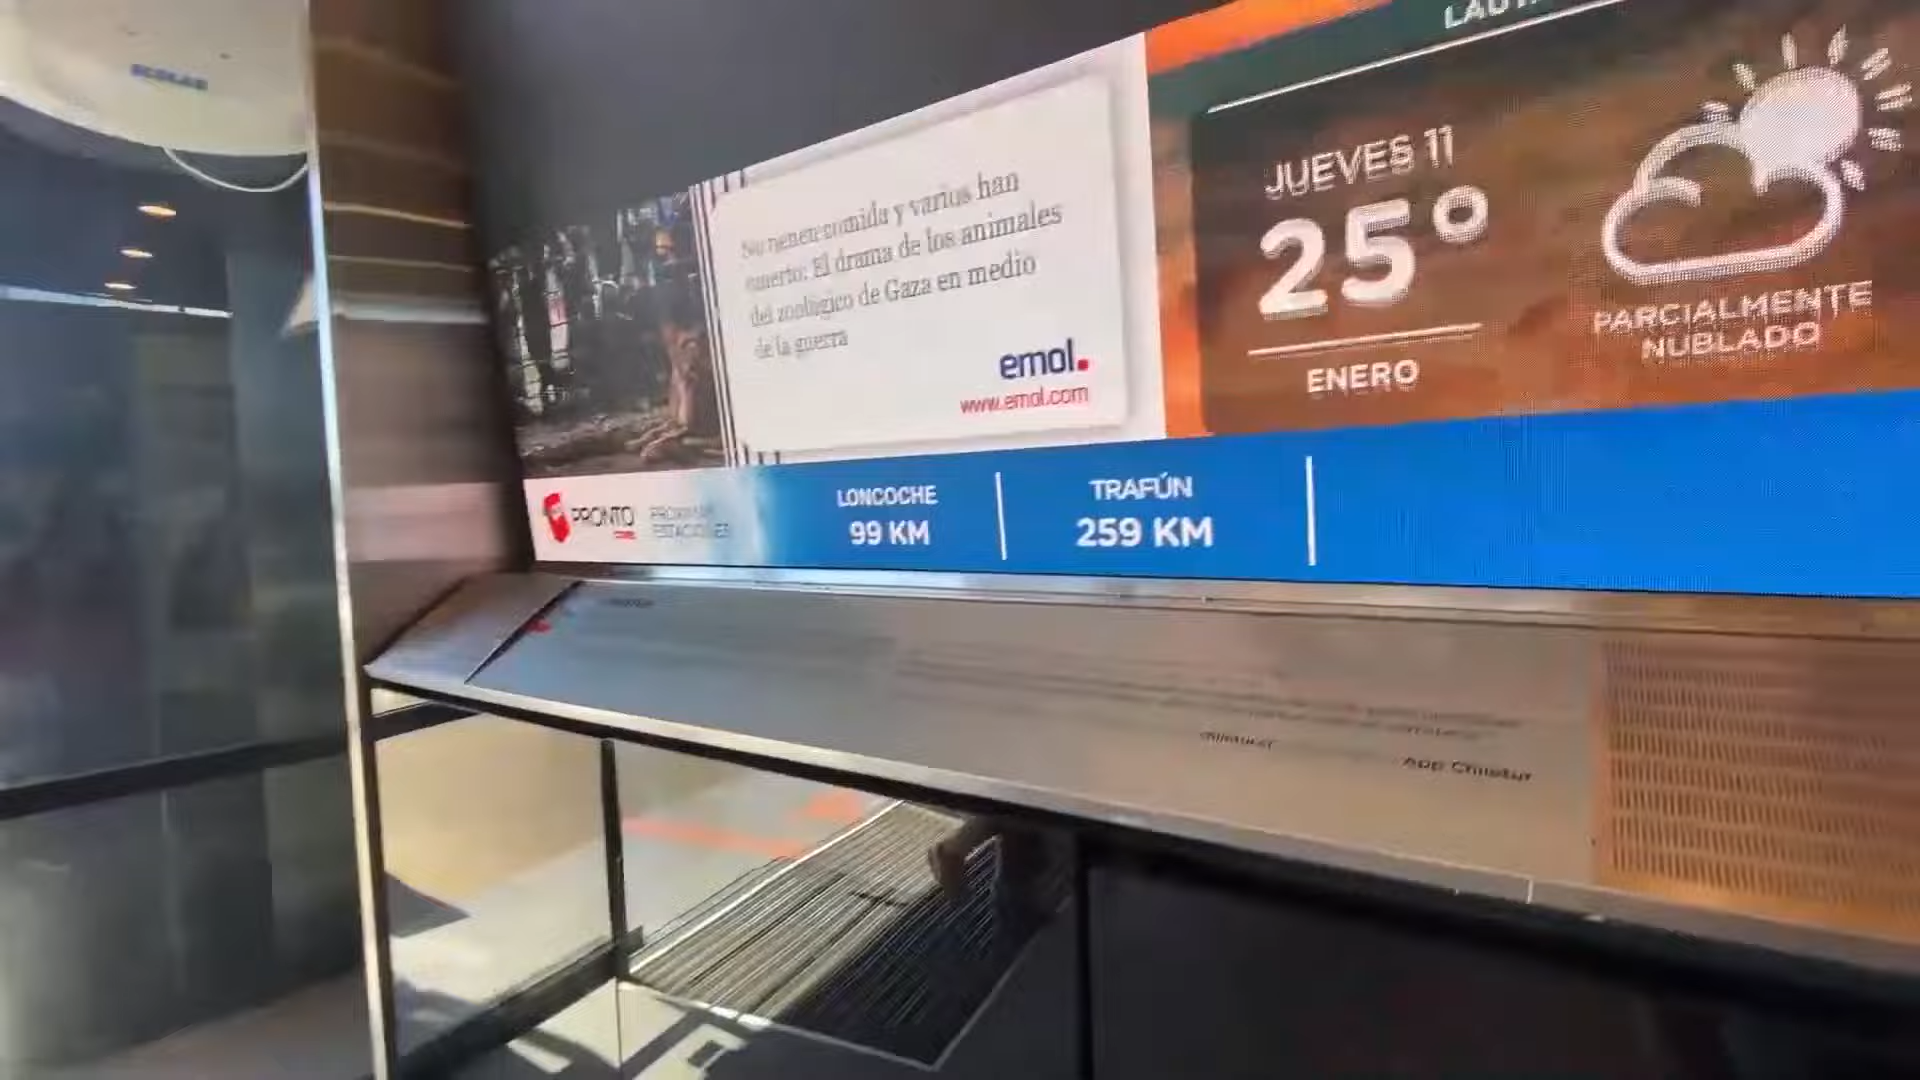 No tienen comida y varios han
muerto: El drama de los animales
del zoológico de Gaza en medio
de la guerra
emol.
www.emol.com
JUEVES 11
25°
ENERO
PARCIALMENTE
NUBLADO
PRONTO
LONCOCHE
99 KM
TRAFÚN
259 KM
App Chiletur